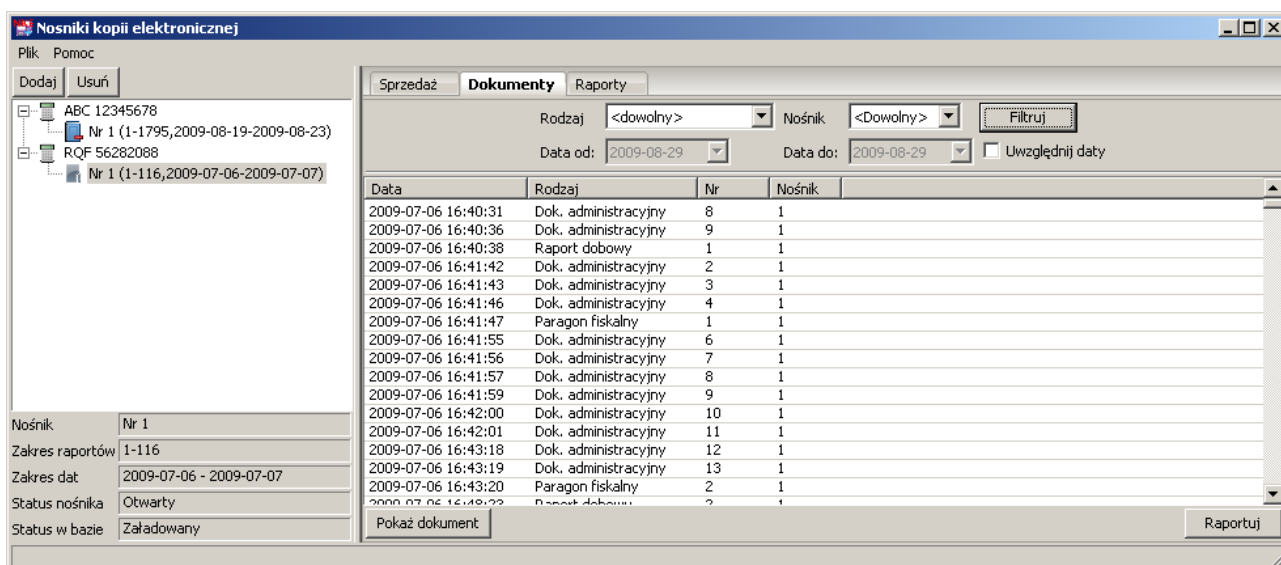 Nosniki kopii elektronicznej
Plik Pomoc
Dodaj Usuń
ABC 12345678
Nr 1 (1-1795,2009-08-19-2009-08-23)
RQF 56282088
Nr 1 (1-116,2009-07-06-2009-07-07)
Nośnik Nr 1
Zakres raportów 1-116
Zakres dat 2009-07-06 - 2009-07-07
Status nośnika Otwarty
Status w bazie Załadowany
Sprzedaż Dokumenty Raporty
Rodzaj <dowolny> Nośnik <Dowolny> Filtruj
Data od: 2009-08-29 Data do: 2009-08-29 Uwzględnij daty
Data Rodzaj Nr Nośnik
2009-07-06 16:40:31 Dok. administracyjny 8 1
2009-07-06 16:40:36 Dok. administracyjny 9 1
2009-07-06 16:40:38 Raport dobowy 1 1
2009-07-06 16:41:42 Dok. administracyjny 2 1
2009-07-06 16:41:43 Dok. administracyjny 3 1
2009-07-06 16:41:46 Dok. administracyjny 4 1
2009-07-06 16:41:47 Paragon fiskalny 1 1
2009-07-06 16:41:55 Dok. administracyjny 6 1
2009-07-06 16:41:56 Dok. administracyjny 7 1
2009-07-06 16:41:57 Dok. administracyjny 8 1
2009-07-06 16:41:59 Dok. administracyjny 9 1
2009-07-06 16:42:00 Dok. administracyjny 10 1
2009-07-06 16:42:01 Dok. administracyjny 11 1
2009-07-06 16:43:18 Dok. administracyjny 12 1
2009-07-06 16:43:19 Dok. administracyjny 13 1
2009-07-06 16:43:20 Paragon fiskalny 2 1
Pokaż dokument Raportuj